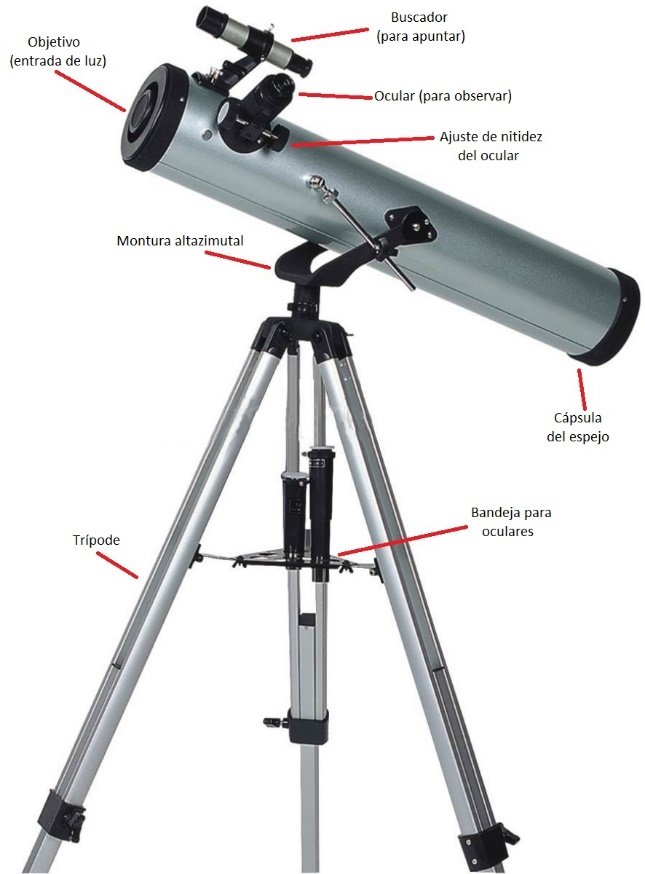 Buscador
(para apuntar)
Objetivo
(entrada de luz)
Ocular (para observar)
Ajuste de nitidez
del ocular
Montura altazimutal
Cápsula
del espejo
Bandeja para
oculares
Trípode